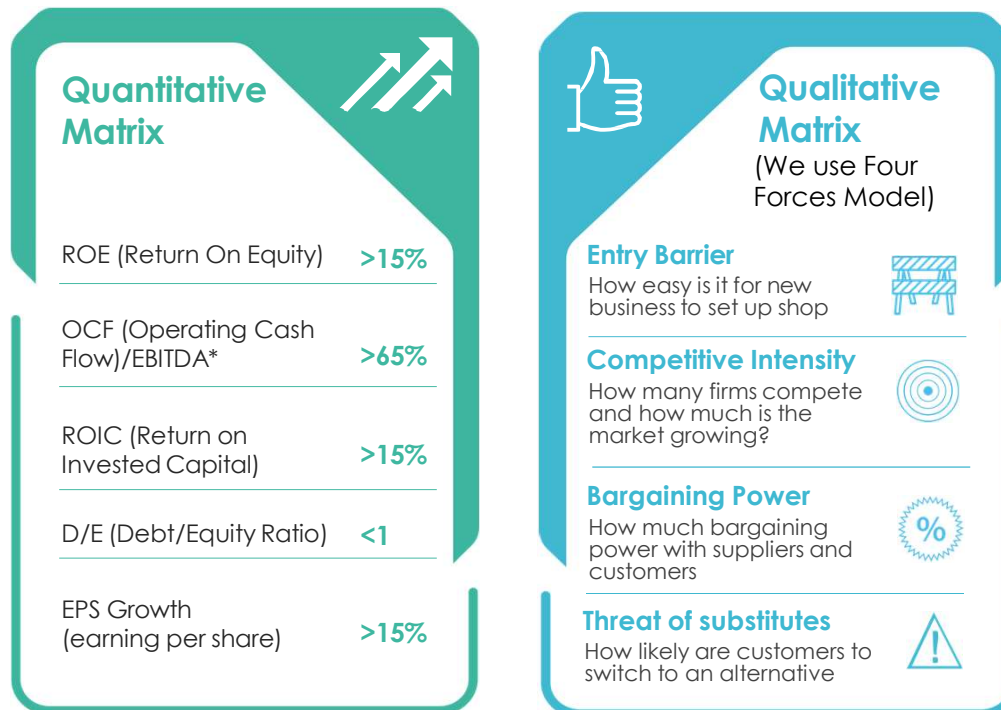 Quantitative
Matrix
ROE (Return On Equity) >15%
OCF (Operating Cash
Flow)/EBITDA* >65%
ROIC (Return on
Invested Capital) >15%
D/E (Debt/Equity Ratio) <1
EPS Growth
(earning per share) >15%
Qualitative
Matrix
(We use Four
Forces Model)
Entry Barrier
How easy is it for new
business to set up shop
Competitive Intensity
How many firms compete
and how much is the
market growing?
Bargaining Power
How much bargaining
power with suppliers and
customers
%
Threat of substitutes
How likely are customers to
switch to an alternative
!